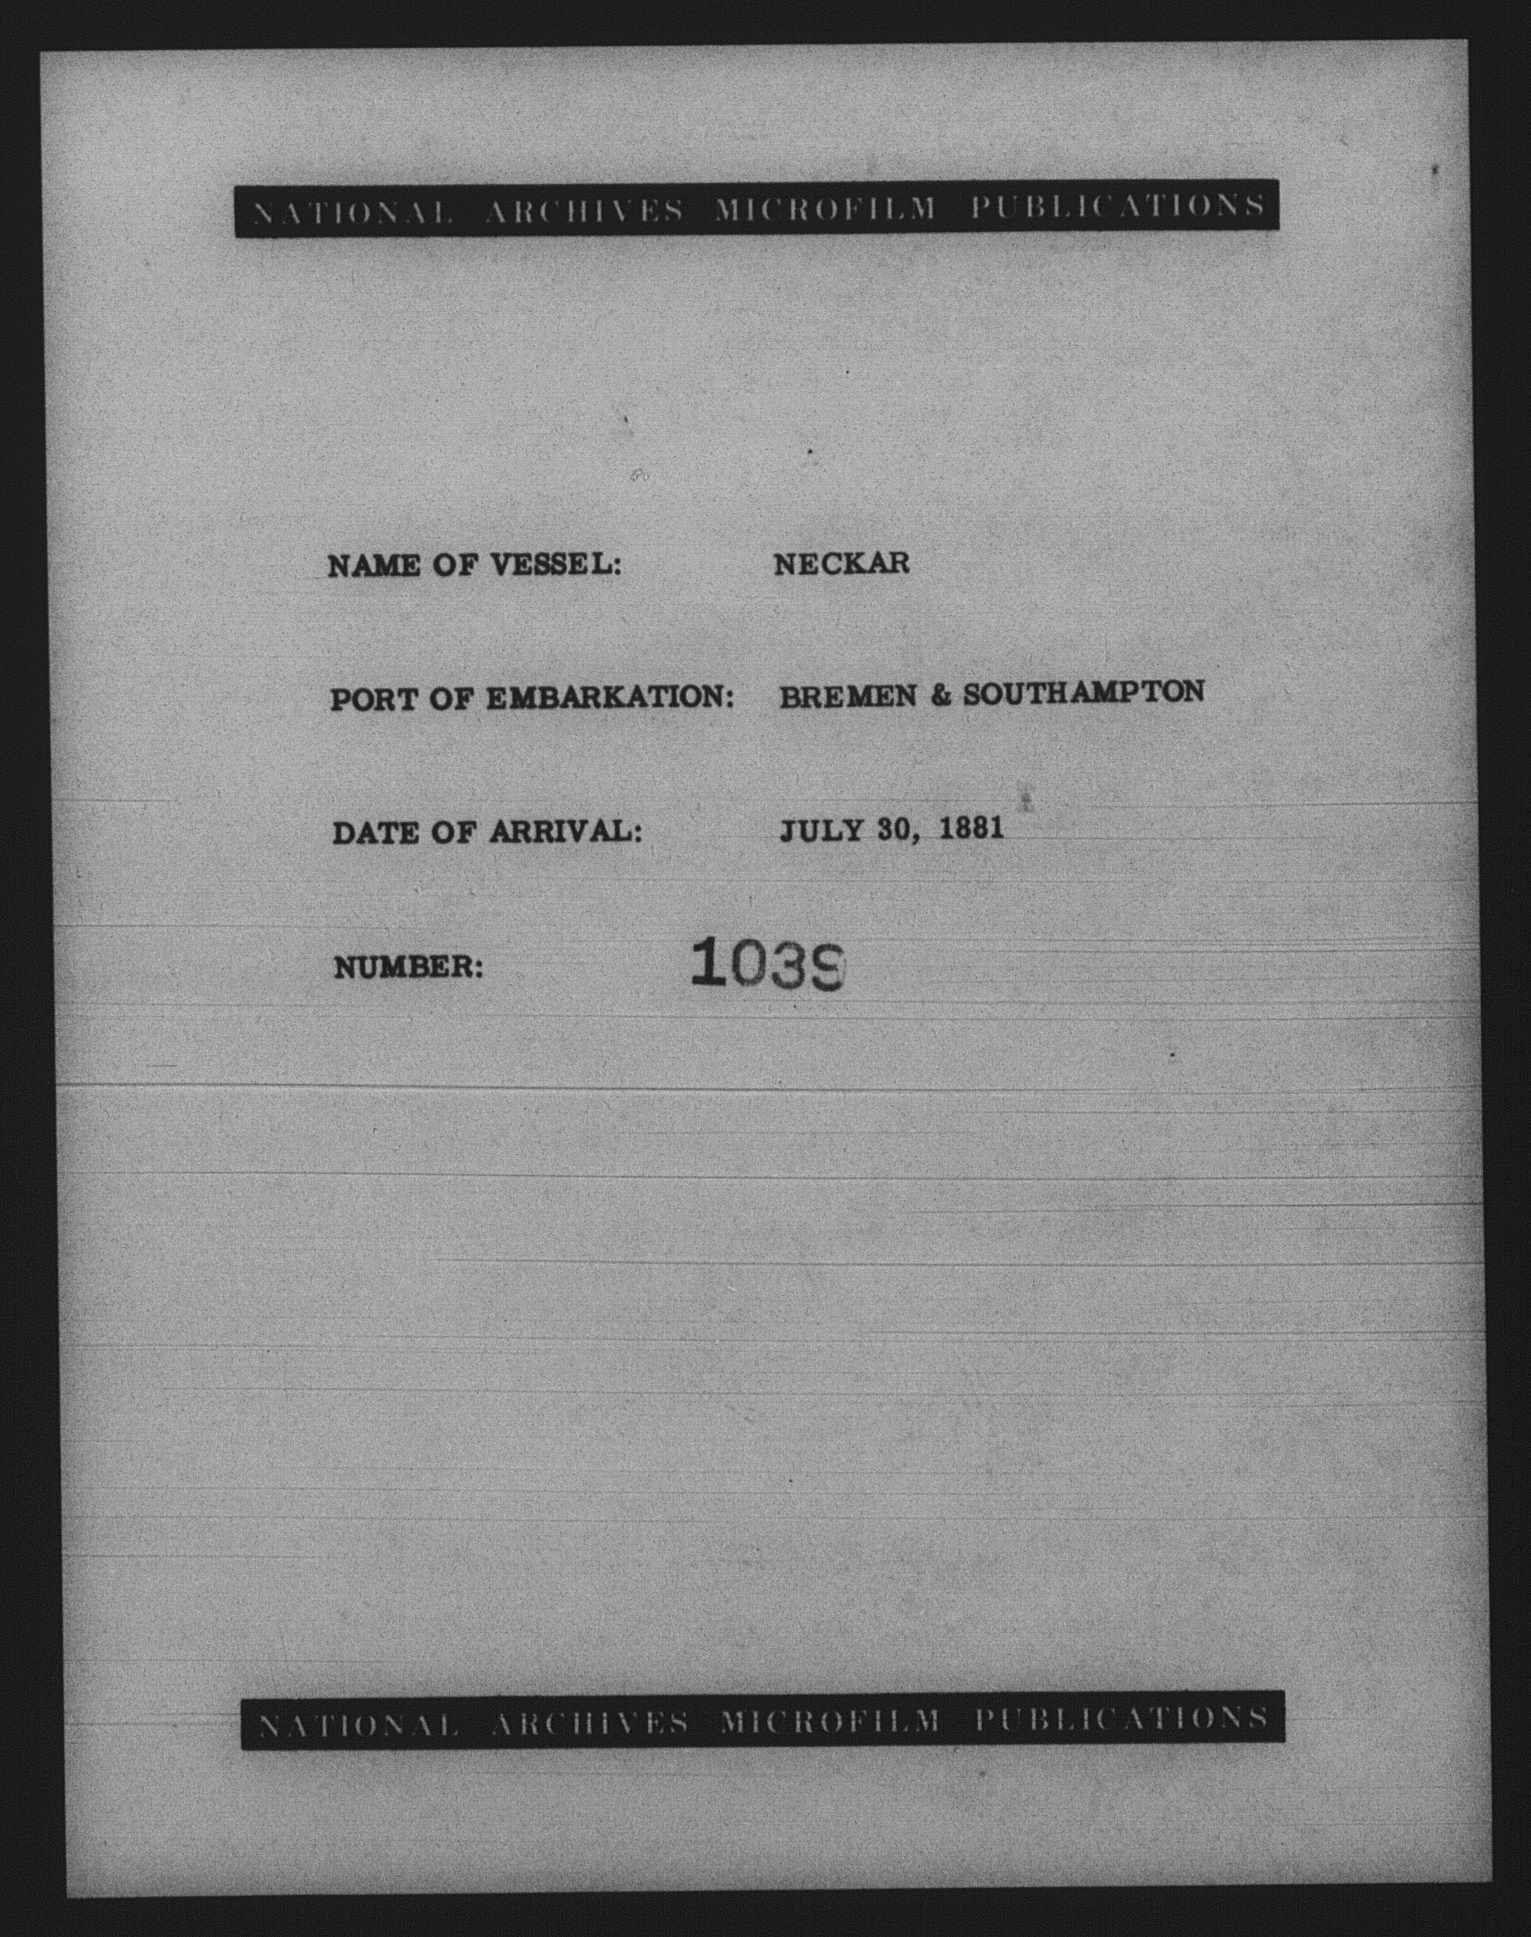 NATIONAL ARCHIVES MICROFILM PUBLICATIONS
NAME OF VESSEL: NECKAR
PORT OF EMBARKATION: BREMEN & SOUTHAMPTON
DATE OF ARRIVAL: JULY 30, 1881
NUMBER: 1039
NATIONAL ARCHIVES MICROFILM PUBLICATIONS